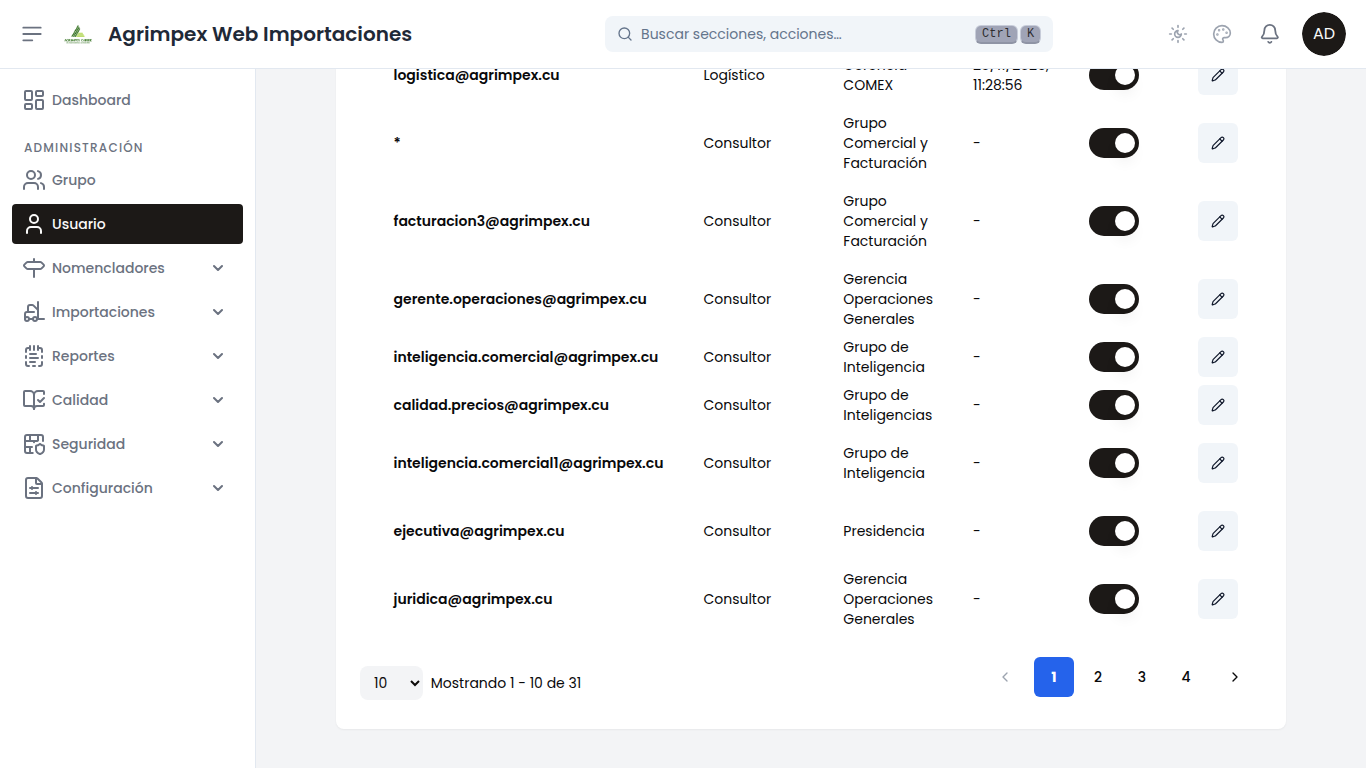 Agrimpex Web Importaciones
Buscar secciones, acciones...
Ctrl K
AD
Dashboard
ADMINISTRACIÓN
Grupo
Usuario
Nomencladores
Importaciones
Reportes
Calidad
Seguridad
Configuración
logistica@agrimpex.cu Logístico COMEX 11:28:56
* Consultor Grupo Comercial y Facturación -
facturacion3@agrimpex.cu Consultor Grupo Comercial y Facturación -
gerente.operaciones@agrimpex.cu Consultor Gerencia Operaciones Generales -
inteligencia.comercial@agrimpex.cu Consultor Grupo de Inteligencia -
calidad.precios@agrimpex.cu Consultor Grupo de Inteligencias -
inteligencia.comercial1@agrimpex.cu Consultor Grupo de Inteligencia -
ejecutiva@agrimpex.cu Consultor Presidencia -
juridica@agrimpex.cu Consultor Gerencia Operaciones Generales -
10 Mostrando 1 - 10 de 31
1 2 3 4